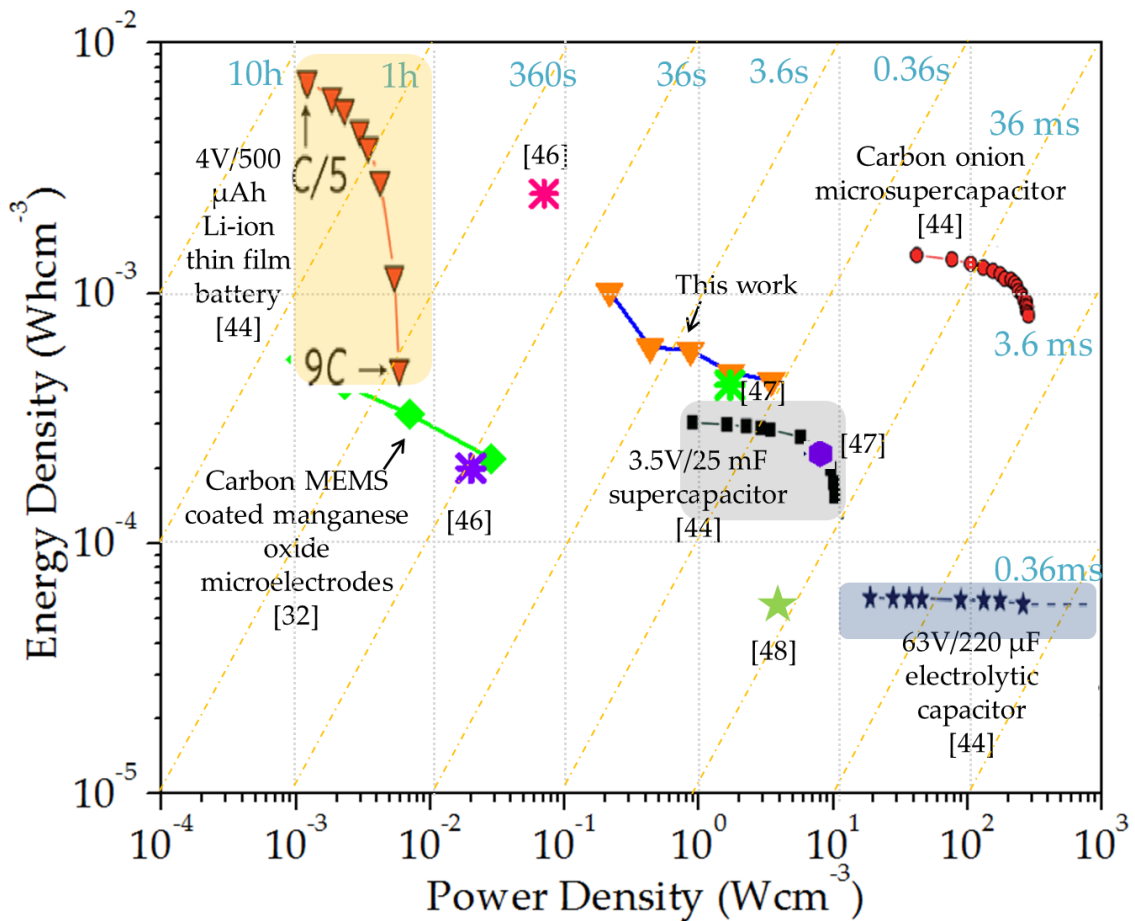 10⁻²
10⁻³
10⁻⁴
10⁻⁵
Energy Density (Whcm⁻³)
10h
1h
360s
36s
3.6s
0.36s
36 ms
3.6 ms
0.36ms
4V/500
μAh
Li-ion
thin film
battery
[44]
C/5
9C
[46]
This work
Carbon onion
microsupercapacitor
[44]
[47]
[47]
3.5V/25 mF
supercapacitor
[44]
Carbon MEMS
coated manganese
oxide
microelectrodes
[32]
[46]
[48]
63V/220 μF
electrolytic
capacitor
[44]
10⁻⁴
10⁻³
10⁻²
10⁻¹
10⁰
10¹
10²
10³
Power Density (Wcm⁻³)